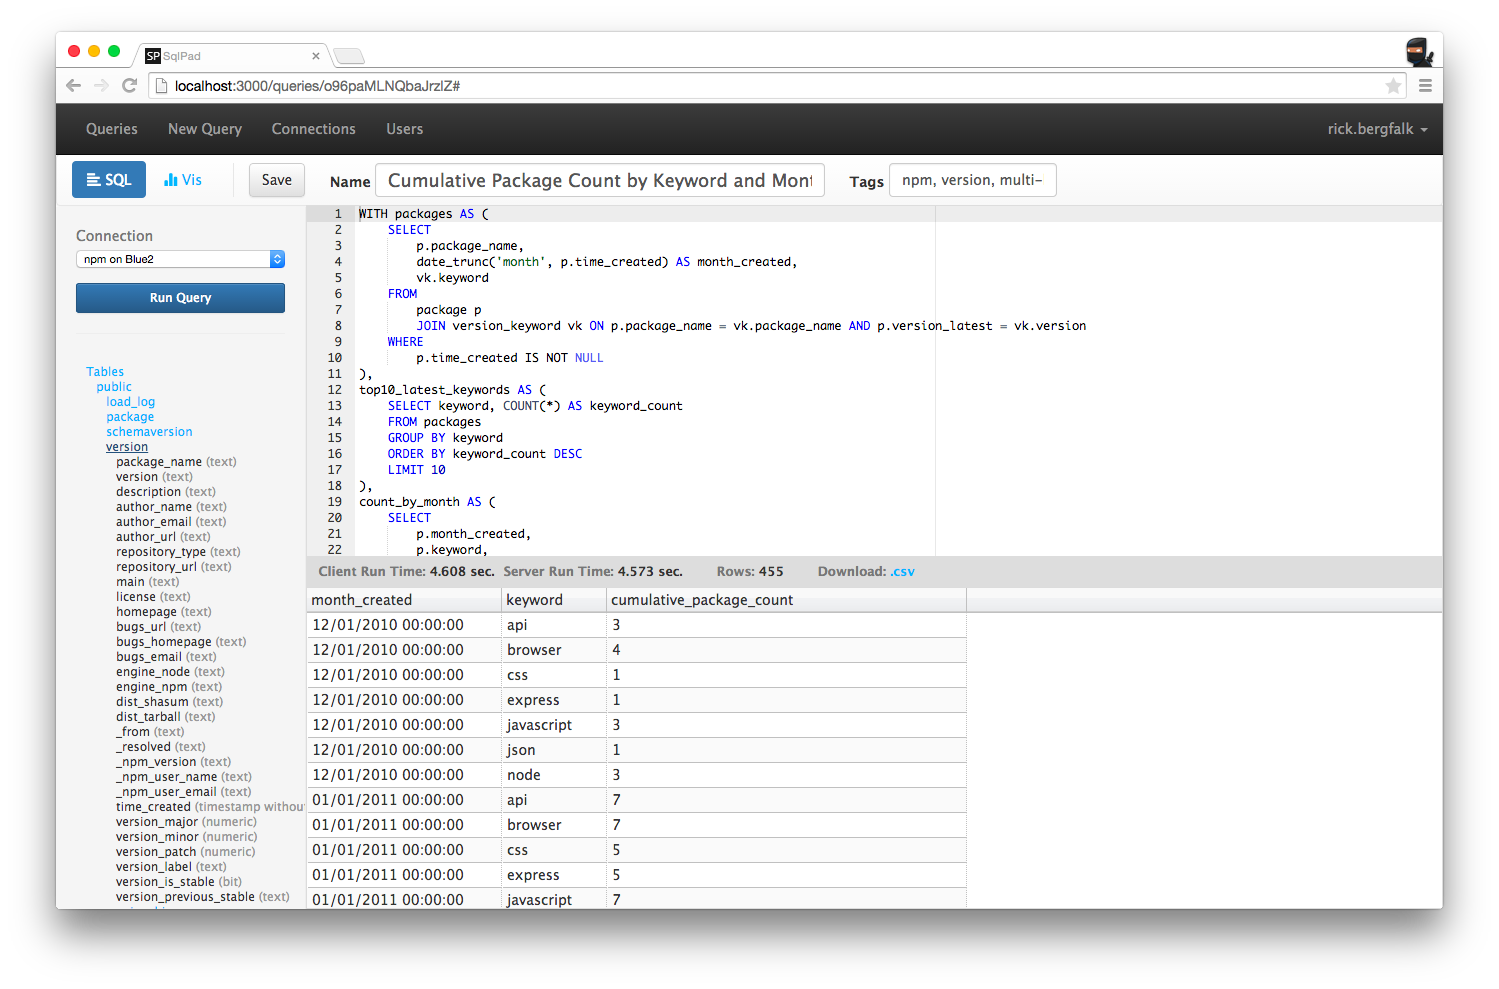 SP SqlPad
localhost:3000/queries/o96paMLNQbaJrzlZ#
Queries New Query Connections Users rick.bergfalk
SQL Vis Save Name Cumulative Package Count by Keyword and Mont Tags npm, version, multi-
Connection
npm on Blue2
Run Query
Tables
public
load_log
package
schemaversion
version
package_name (text)
version (text)
description (text)
author_name (text)
author_email (text)
author_url (text)
repository_type (text)
repository_url (text)
main (text)
license (text)
homepage (text)
bugs_url (text)
bugs_homepage (text)
bugs_email (text)
engine_node (text)
engine_npm (text)
dist_shasum (text)
dist_tarball (text)
_from (text)
_resolved (text)
_npm_version (text)
_npm_user_name (text)
_npm_user_email (text)
time_created (timestamp withou
version_major (numeric)
version_minor (numeric)
version_patch (numeric)
version_label (text)
version_is_stable (bit)
version_previous_stable (text)
1 WITH packages AS (
2 SELECT
3 p.package_name,
4 date_trunc('month', p.time_created) AS month_created,
5 vk.keyword
6 FROM
7 package p
8 JOIN version_keyword vk ON p.package_name = vk.package_name AND p.version_latest = vk.version
9 WHERE
10 p.time_created IS NOT NULL
11 ),
12 top10_latest_keywords AS (
13 SELECT keyword, COUNT(*) AS keyword_count
14 FROM packages
15 GROUP BY keyword
16 ORDER BY keyword_count DESC
17 LIMIT 10
18 ),
19 count_by_month AS (
20 SELECT
21 p.month_created,
22 p.keyword,
Client Run Time: 4.608 sec. Server Run Time: 4.573 sec. Rows: 455 Download: .csv
month_created keyword cumulative_package_count
12/01/2010 00:00:00 api 3
12/01/2010 00:00:00 browser 4
12/01/2010 00:00:00 css 1
12/01/2010 00:00:00 express 1
12/01/2010 00:00:00 javascript 3
12/01/2010 00:00:00 json 1
12/01/2010 00:00:00 node 3
01/01/2011 00:00:00 api 7
01/01/2011 00:00:00 browser 7
01/01/2011 00:00:00 css 5
01/01/2011 00:00:00 express 5
01/01/2011 00:00:00 javascript 7